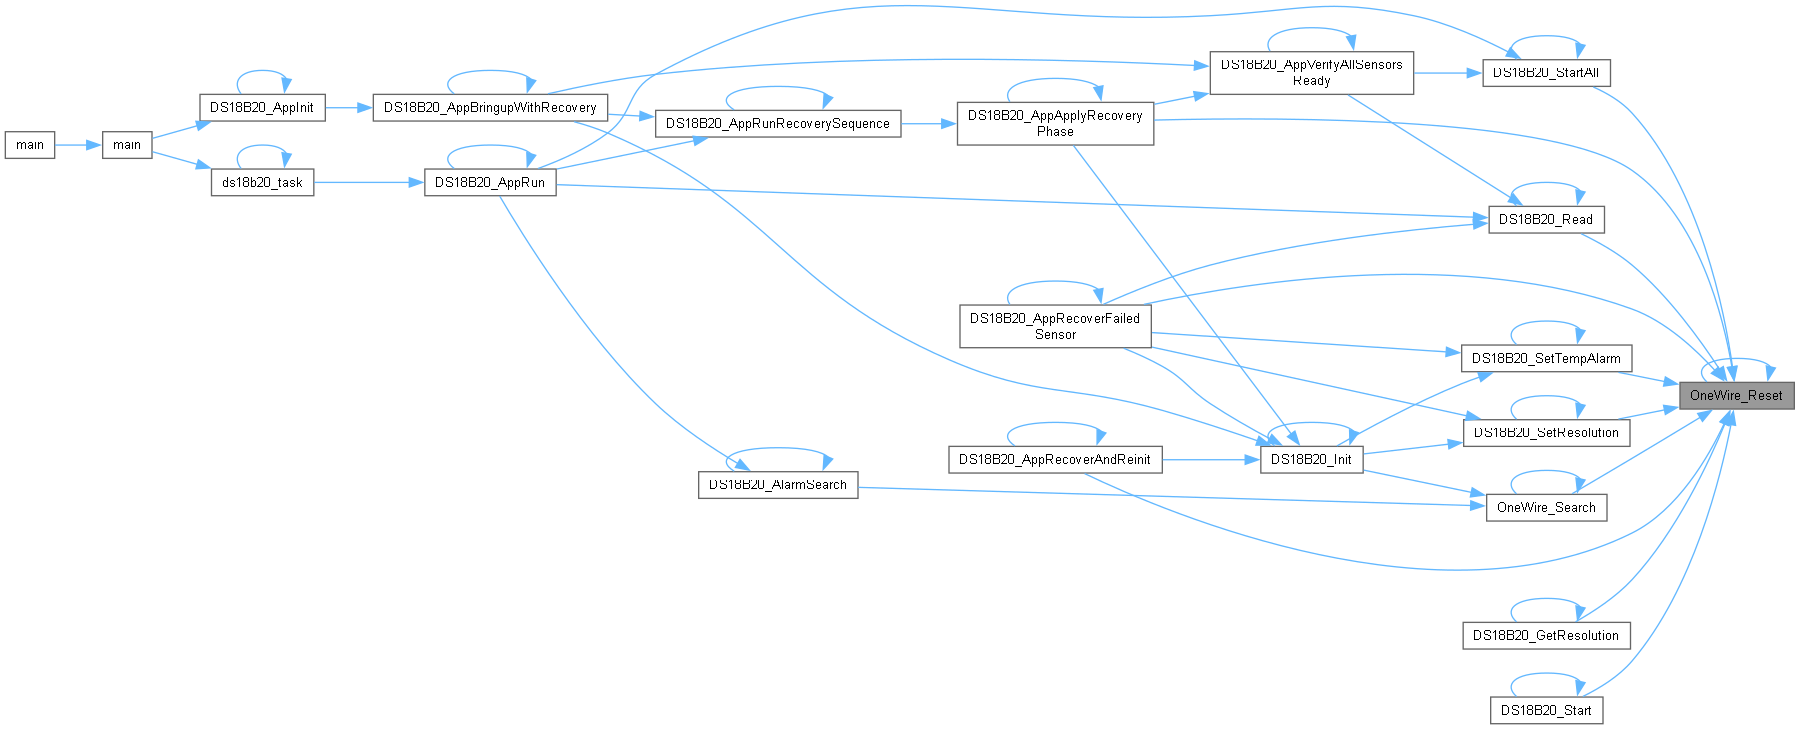 main
main
DS18B20_AppInit
ds18b20_task
DS18B20_AppBringupWithRecovery
DS18B20_AppRun
DS18B20_AppRunRecoverySequence
DS18B20_AlarmSearch
DS18B20_AppApplyRecovery
Phase
DS18B20_AppRecoverFailed
Sensor
DS18B20_AppRecoverAndReinit
DS18B20_AppVerifyAllSensors
Ready
DS18B20_Init
DS18B20_StartAll
DS18B20_Read
DS18B20_SetTempAlarm
DS18B20_SetResolution
OneWire_Search
DS18B20_GetResolution
DS18B20_Start
OneWire_Reset